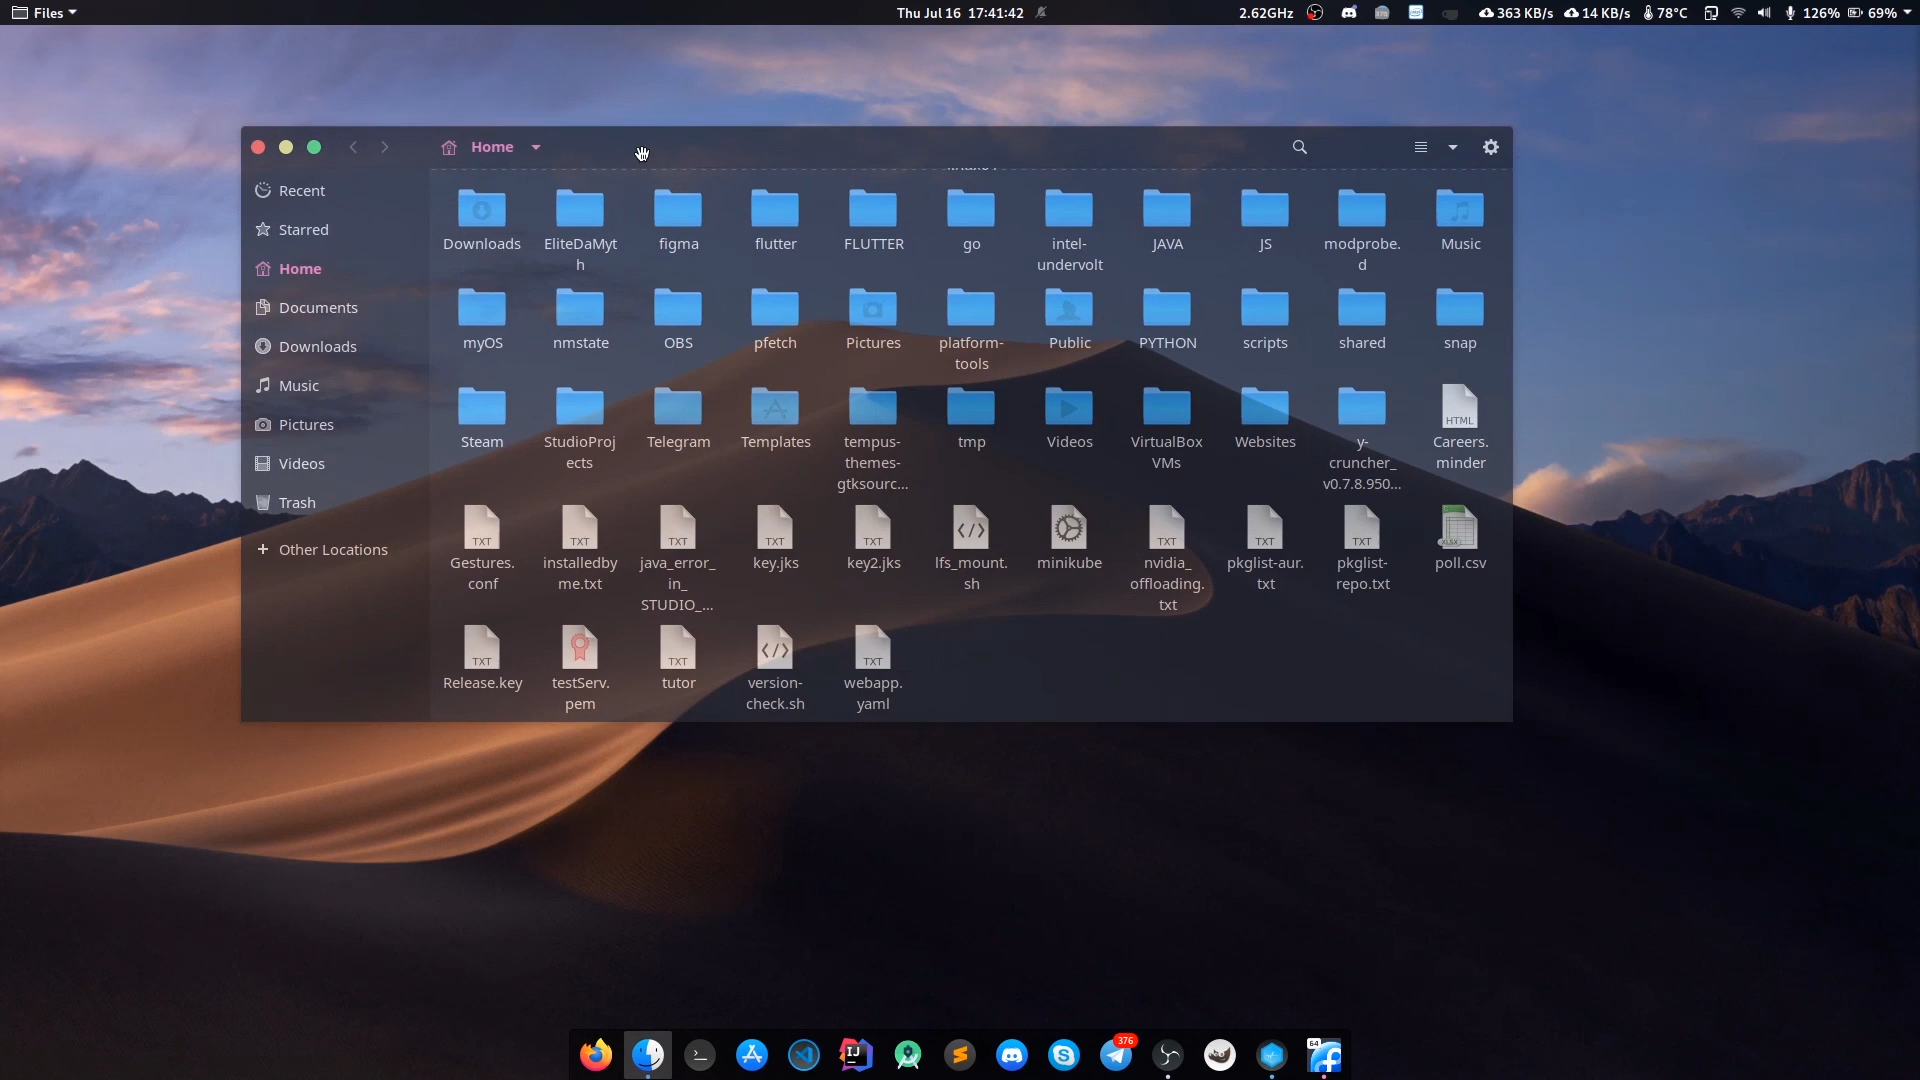 Files
Thu Jul 16 17:41:42
2.62GHz
363 KB/s
14 KB/s
78°C
126%
69%
Home
Recent
Starred
Home
Documents
Downloads
Music
Pictures
Videos
Trash
Other Locations
Downloads
EliteDaMyt
h
figma
flutter
FLUTTER
go
intel-
undervolt
JAVA
JS
modprobe.
d
Music
myOS
nmstate
OBS
pfetch
Pictures
platform-
tools
Public
PYTHON
scripts
shared
snap
Steam
StudioProj
ects
Telegram
Templates
tempus-
themes-
gtksourc...
tmp
Videos
VirtualBox
VMs
Websites
y-
cruncher_
v0.7.8.950...
HTML
Careers.
minder
TXT
Gestures.
conf
TXT
installedby
me.txt
TXT
java_error_
in_
STUDIO_...
TXT
key.jks
TXT
key2.jks
</>
lfs_mount.
sh
minikube
TXT
nvidia_
offloading.
txt
TXT
pkglist-aur.
txt
TXT
pkglist-
repo.txt
poll.csv
TXT
Release.key
testServ.
pem
TXT
tutor
</>
version-
check.sh
TXT
webapp.
yaml
IJ
376
64